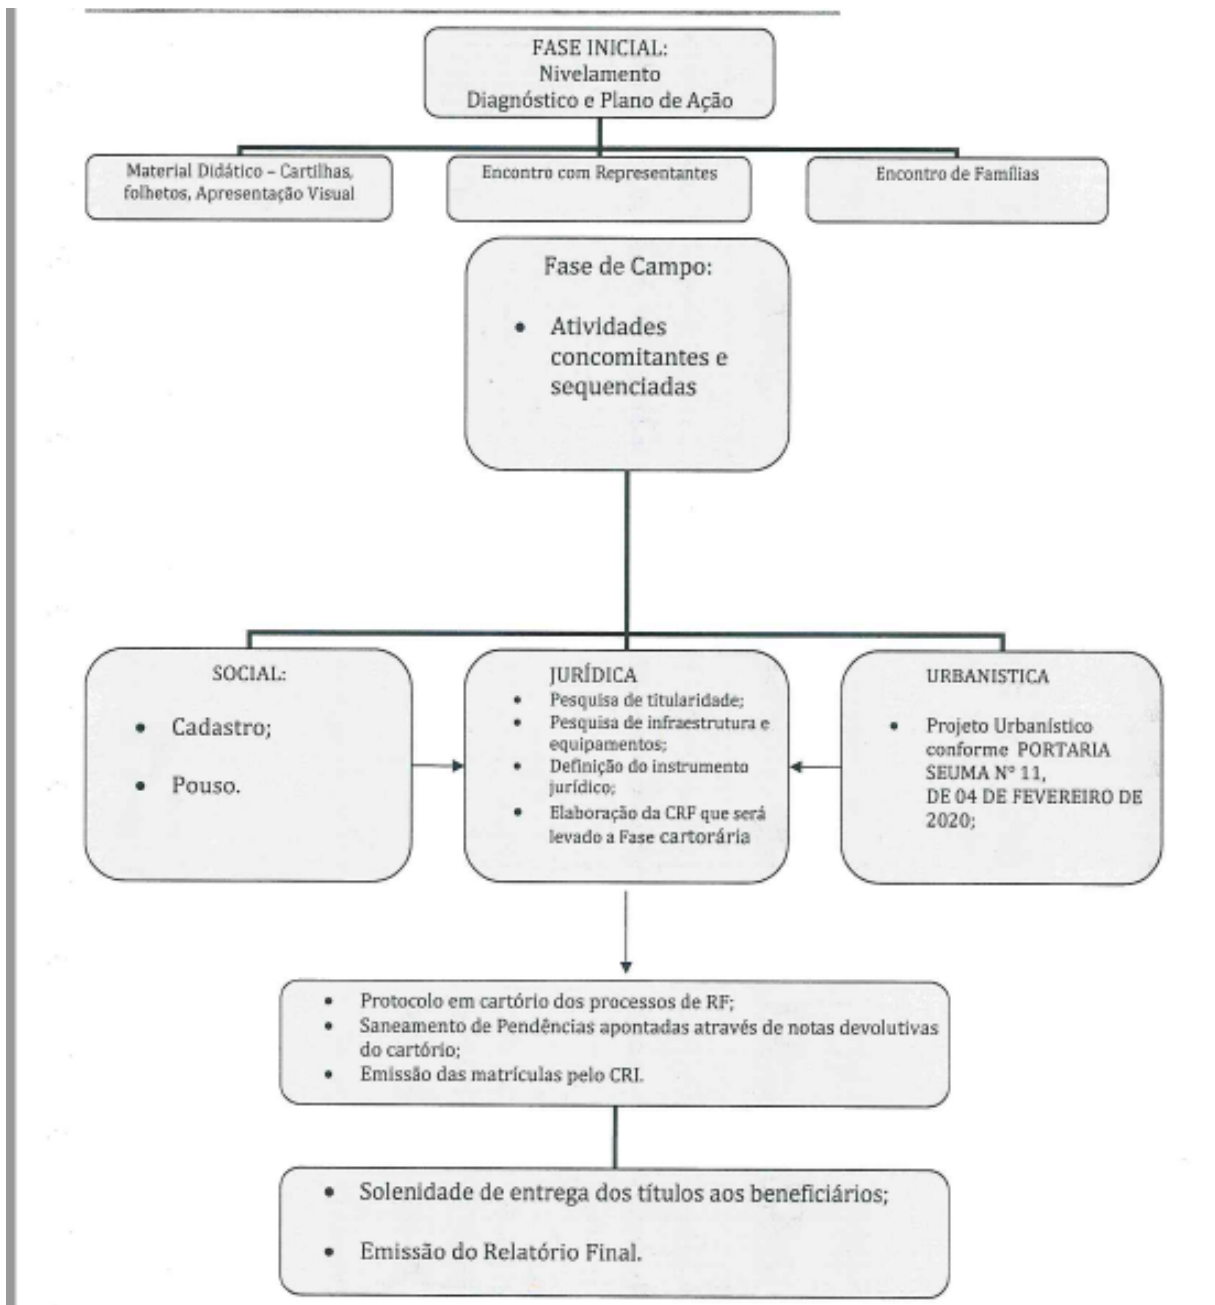 FASE INICIAL:
Nivelamento
Diagnóstico e Plano de Ação
Material Didático – Cartilhas,
folhetos, Apresentação Visual
Encontro com Representantes
Encontro de Famílias
Fase de Campo:
• Atividades
concomitantes e
sequenciadas
SOCIAL:
• Cadastro;
• Pouso.
JURÍDICA
• Pesquisa de titularidade;
• Pesquisa de infraestrutura e
equipamentos;
• Definição do instrumento
jurídico;
• Elaboração da CRF que será
levado a Fase cartorária
URBANISTICA
• Projeto Urbanístico
conforme PORTARIA
SEUMA Nº 11,
DE 04 DE FEVEREIRO DE
2020;
• Protocolo em cartório dos processos de RF;
• Saneamento de Pendências apontadas através de notas devolutivas
do cartório;
• Emissão das matrículas pelo CRI.
• Solenidade de entrega dos títulos aos beneficiários;
• Emissão do Relatório Final.